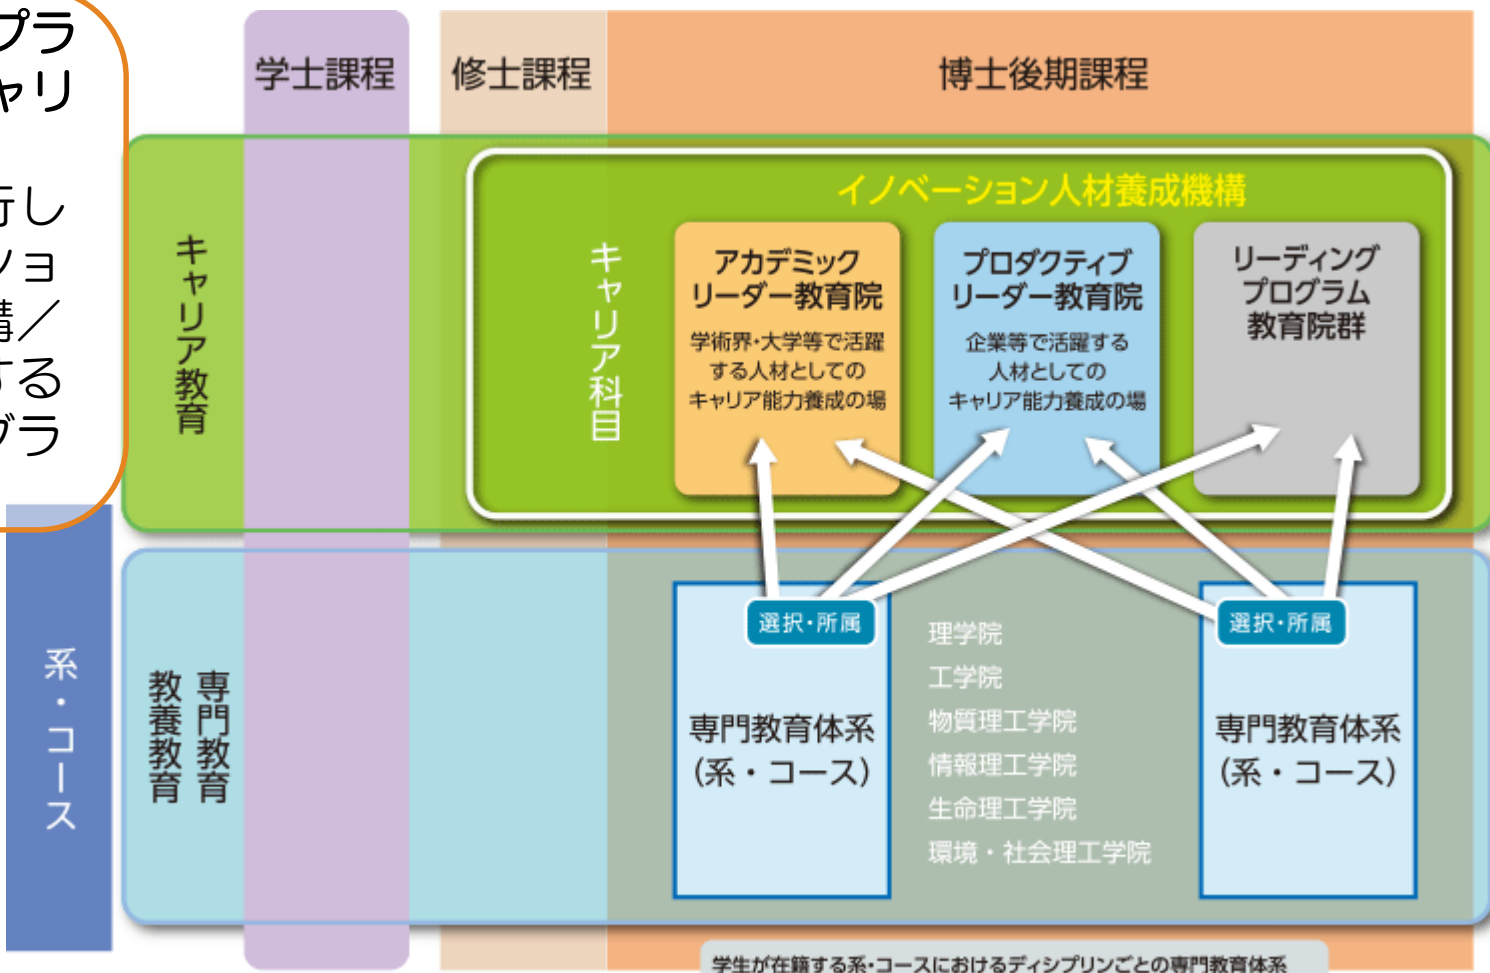 プラ
ャリ
行し
ショ
構／
する
グラ
学士課程
修士課程
博士後期課程
キャリア教育
イノベーション人材養成機構
キャリア科目
アカデミック
リーダー教育院
学術界・大学等で活躍
する人材としての
キャリア能力養成の場
プロダクティブ
リーダー教育院
企業等で活躍する
人材としての
キャリア能力養成の場
リーディング
プログラム
教育院群
系・コース
専門教育
教養教育
選択・所属
専門教育体系
（系・コース）
理学院
工学院
物質理工学院
情報理工学院
生命理工学院
環境・社会理工学院
選択・所属
専門教育体系
（系・コース）
学生が在籍する系・コースにおけるディシプリンごとの専門教育体系